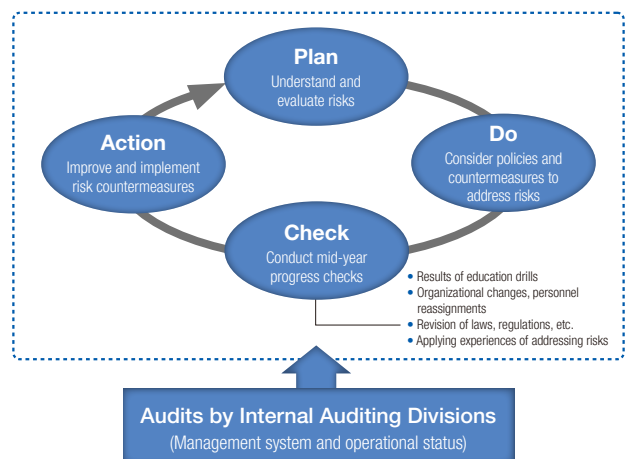 Plan
Understand and
evaluate risks
Action
Improve and implement
risk countermeasures
Do
Consider policies and
countermeasures to
address risks
Check
Conduct mid-year
progress checks
• Results of education drills
• Organizational changes, personnel
reassignments
• Revision of laws, regulations, etc.
• Applying experiences of addressing risks
Audits by Internal Auditing Divisions
(Management system and operational status)